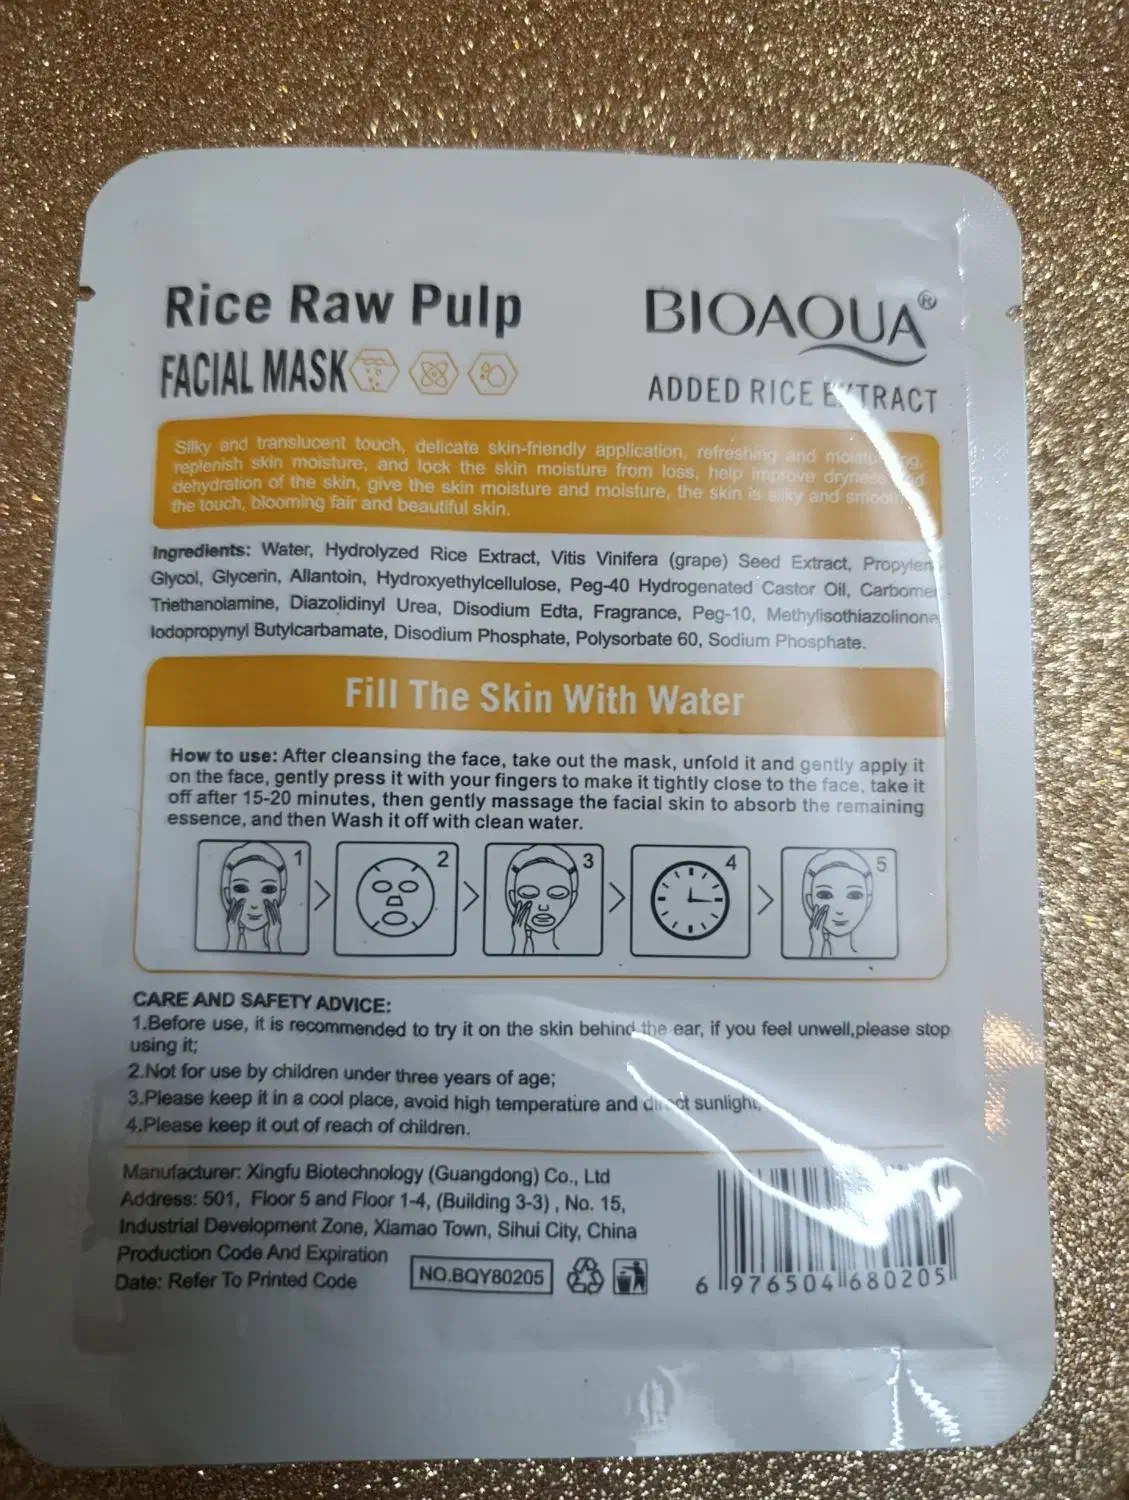 Rice Raw Pulp
FACIAL MASK
BIOAQUA®
ADDED RICE EXTRACT
Silky and translucent touch, delicate skin-friendly application, refreshing and
replenish skin moisture, and lock the skin moisture from loss, help improve dryness
dehydration of the skin, give the skin moisture and moisture, the skin is silky and
the touch, blooming fair and beautiful skin.
Ingredients: Water, Hydrolyzed Rice Extract, Vitis Vinifera (grape) Seed Extract,
Glycol, Glycerin, Allantoin, Hydroxyethylcellulose, Peg-40 Hydrogenated Castor Oil, Carbomer
Triethanolamine, Diazolidinyl Urea, Disodium Edta, Fragrance, Peg-10, Methylisothiazolinone
Iodopropynyl Butylcarbamate, Disodium Phosphate, Polysorbate 60, Sodium Phosphate.
Fill The Skin With Water
How to use: After cleansing the face, take out the mask, unfold it and gently apply it
on the face, gently press it with your fingers to make it tightly close to the face, take it
off after 15-20 minutes, then gently massage the facial skin to absorb the remaining
essence, and then Wash it off with clean water.
1 2 3 4 5
CARE AND SAFETY ADVICE:
1.Before use, it is recommended to try it on the skin behind the ear, if you feel unwell,please stop
using it;
2.Not for use by children under three years of age;
3.Please keep it in a cool place, avoid high temperature and direct sunlight,
4.Please keep it out of reach of children.
Manufacturer: Xingfu Biotechnology (Guangdong) Co., Ltd
Address: 501, Floor 5 and Floor 1-4, (Building 3-3) , No. 15,
Industrial Development Zone, Xiamao Town, Sihui City, China
Production Code And Expiration
Date: Refer To Printed Code
NO.BQY80205
6 976504 680205